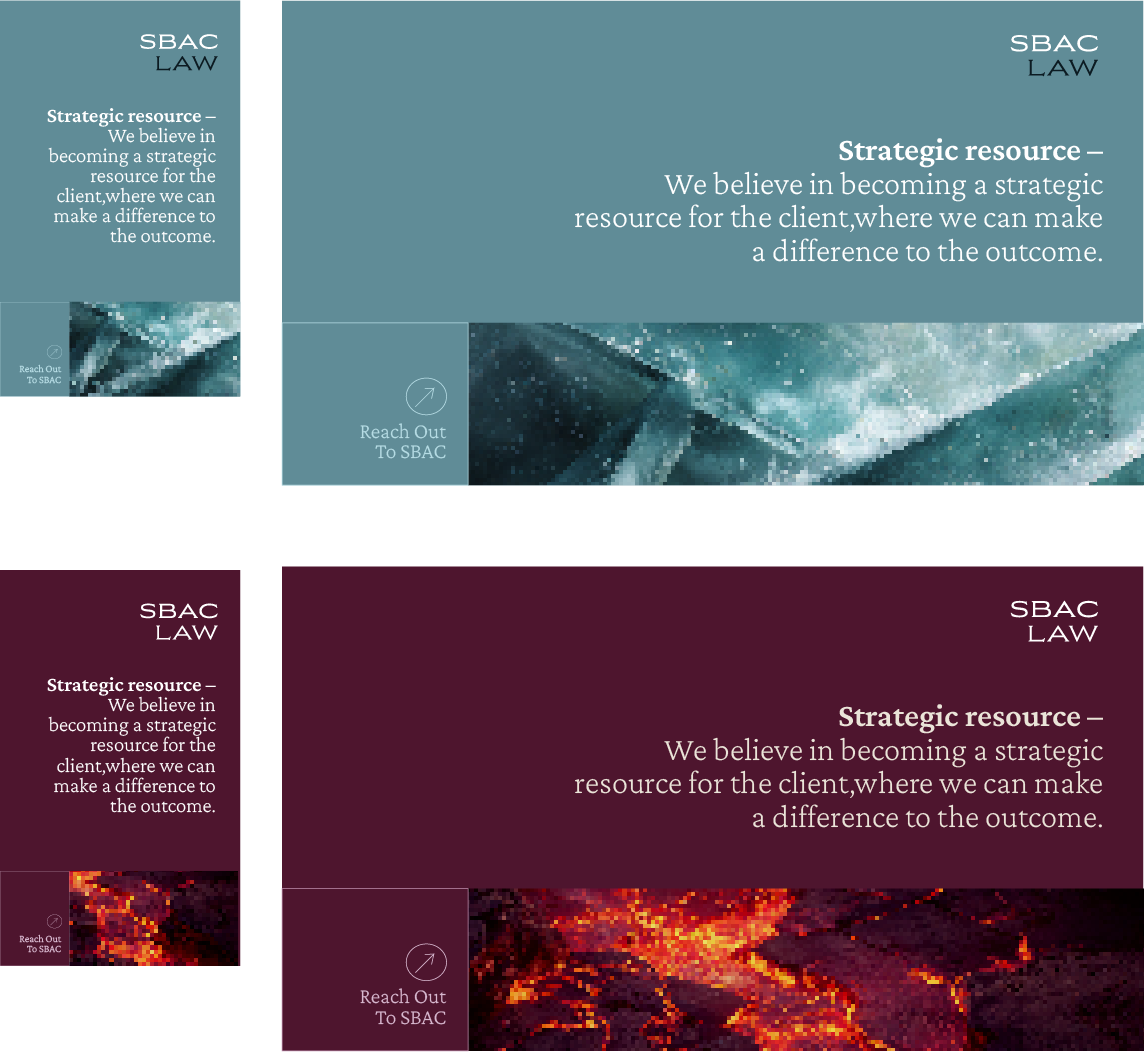 SBAC
LAW
Strategic resource –
We believe in
becoming a strategic
resource for the
client,where we can
make a difference to
the outcome.
Reach Out
To SBAC
SBAC
LAW
Strategic resource –
We believe in becoming a strategic
resource for the client,where we can make
a difference to the outcome.
Reach Out
To SBAC
SBAC
LAW
Strategic resource –
We believe in
becoming a strategic
resource for the
client,where we can
make a difference to
the outcome.
Reach Out
To SBAC
SBAC
LAW
Strategic resource –
We believe in becoming a strategic
resource for the client,where we can make
a difference to the outcome.
Reach Out
To SBAC